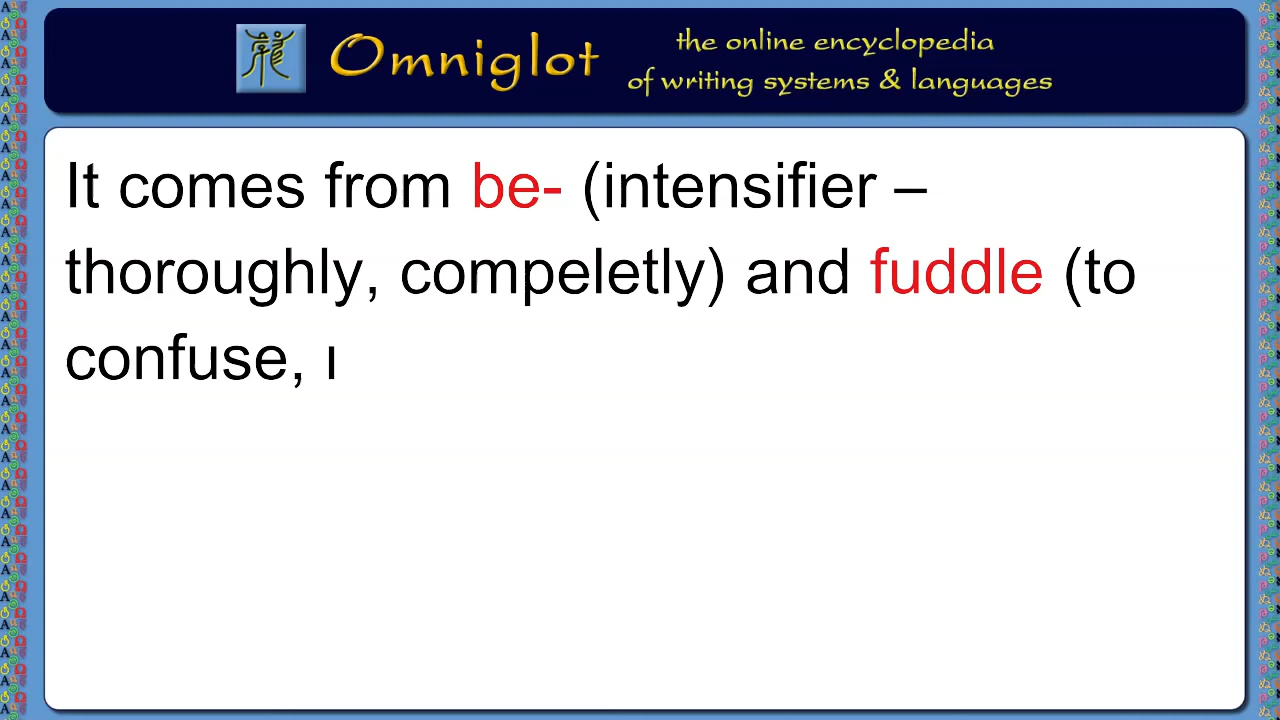 Omniglot
the online encyclopedia
of writing systems & languages
It comes from be- (intensifier –
thoroughly, compeletly) and fuddle (to
confuse,